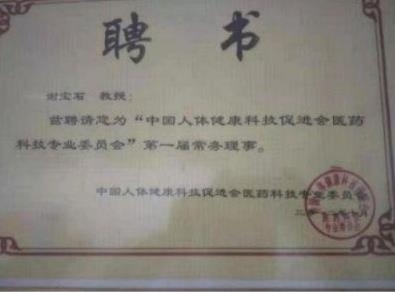 聘书
谢宝石 教授：
兹聘请您为“中国人体健康科技促进会医药
科技专业委员会”第一届常务理事。
中国人体健康科技促进会医药科技专业委员
二